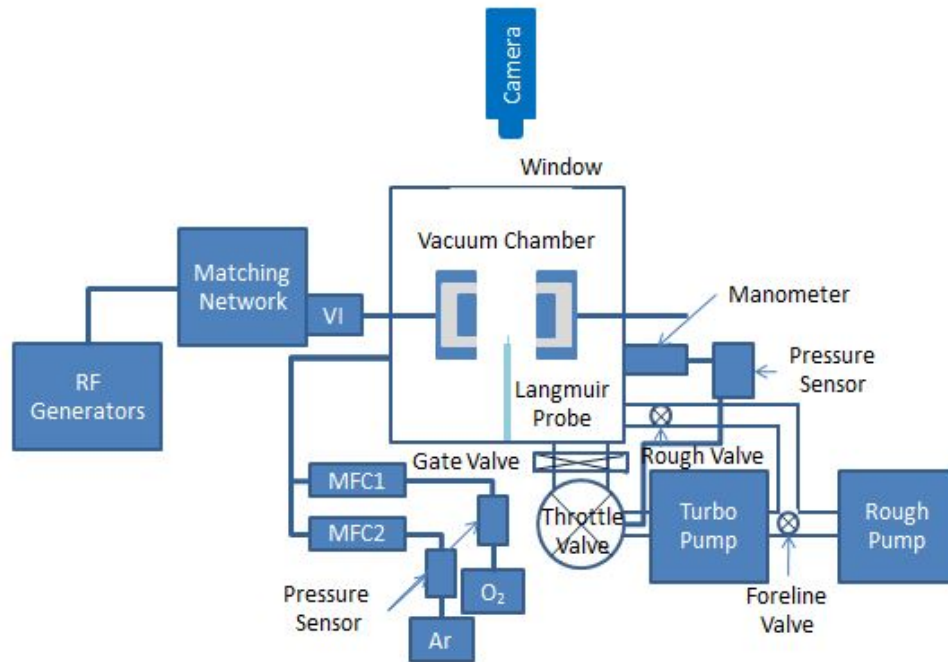 Camera
Window
Vacuum Chamber
Matching
Network
VI
Manometer
RF
Generators
Pressure
Sensor
Langmuir
Probe
Gate Valve
Rough Valve
MFC1
MFC2
Throttle
Valve
Turbo
Pump
Rough
Pump
Pressure
Sensor
O₂
Ar
Foreline
Valve